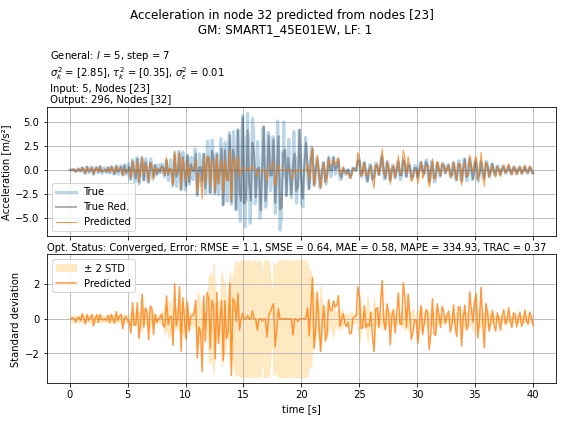 Acceleration in node 32 predicted from nodes [23]
GM: SMART1_45E01EW, LF: 1
General: l = 5, step = 7
σ²ₖ = [2.85], τ²ₖ = [0.35], σ²ε = 0.01
Input: 5, Nodes [23]
Output: 296, Nodes [32]
Acceleration [m/s²]
5.0
2.5
0.0
−2.5
−5.0
True
True Red.
Predicted
Opt. Status: Converged, Error: RMSE = 1.1, SMSE = 0.64, MAE = 0.58, MAPE = 334.93, TRAC = 0.37
Standard deviation
2
0
−2
± 2 STD
Predicted
0 5 10 15 20 25 30 35 40
time [s]